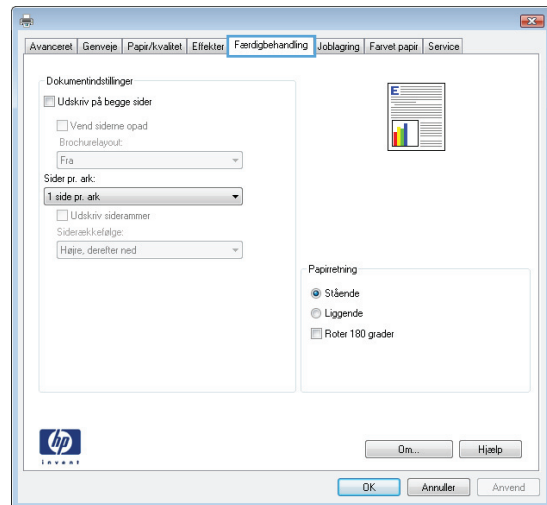 Avanceret Genveje Papir/kvalitet Effekter Færdigbehandling Joblagring Farvet papir Service
Dokumentindstillinger
Udskriv på begge sider
Vend siderne opad
Brochurelayout:
Fra
Sider pr. ark:
1 side pr. ark
Udskriv siderammer
Siderækkefølge:
Højre, derefter ned
E
Papirretning
Stående
Liggende
Roter 180 grader
hp
invent
Om... Hjælp
OK Annuller Anvend